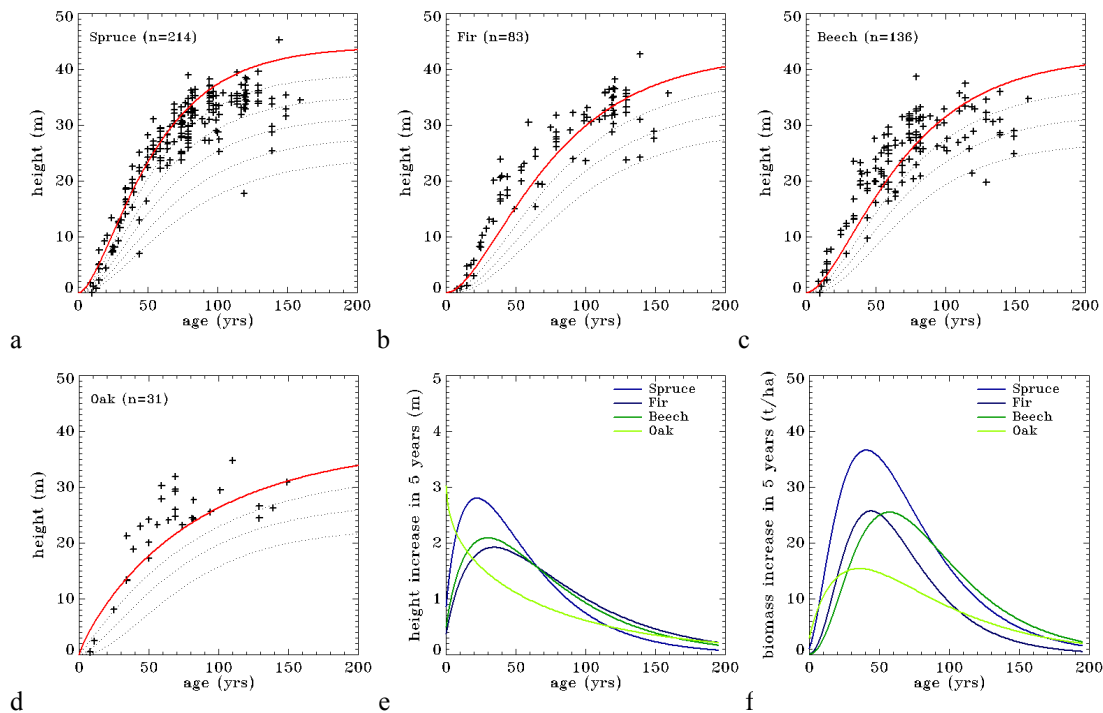 Spruce (n=214)
height (m)
50
40
30
20
10
0
0 50 100 150 200
age (yrs)
a
Fir (n=83)
height (m)
50
40
30
20
10
0
0 50 100 150 200
age (yrs)
b
Beech (n=136)
height (m)
50
40
30
20
10
0
0 50 100 150 200
age (yrs)
c
Oak (n=31)
height (m)
50
40
30
20
10
0
0 50 100 150 200
age (yrs)
d
Spruce
Fir
Beech
Oak
height increase in 5 years (m)
5
4
3
2
1
0
0 50 100 150 200
age (yrs)
e
Spruce
Fir
Beech
Oak
biomass increase in 5 years (t/ha)
50
40
30
20
10
0
0 50 100 150 200
age (yrs)
f